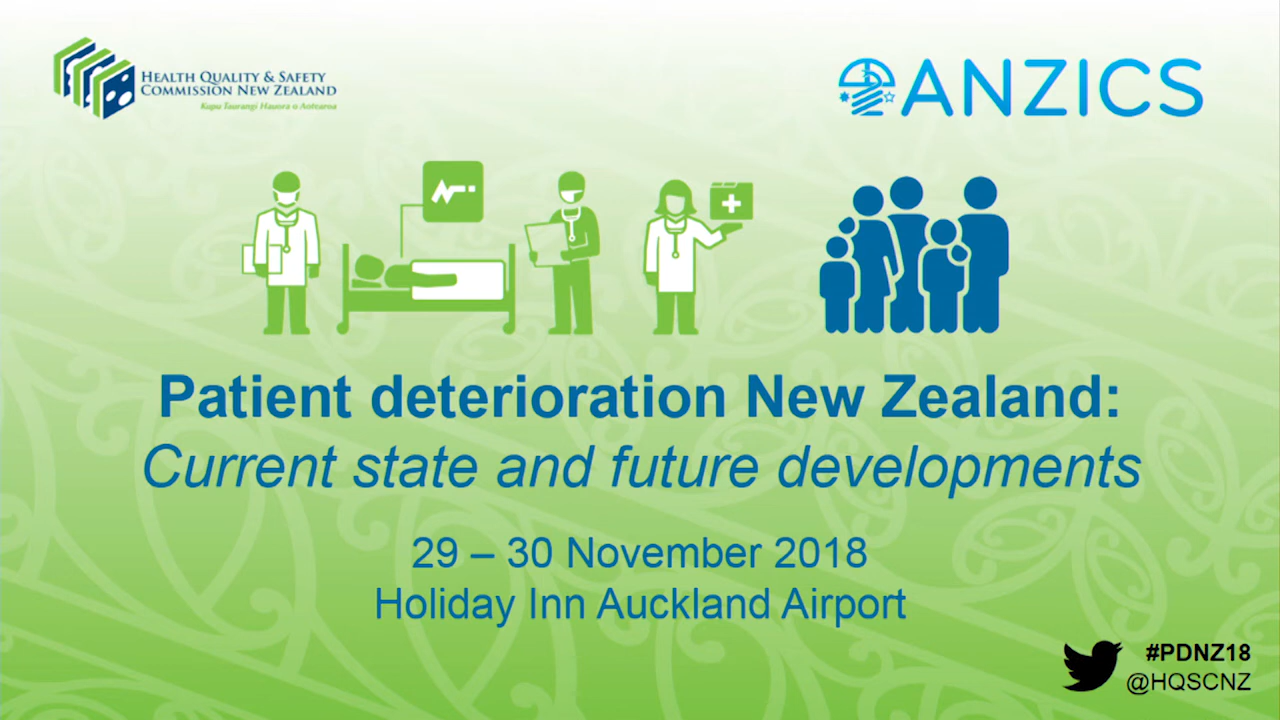 HEALTH QUALITY & SAFETY
COMMISSION NEW ZEALAND
Kupu Taurangi Hauora o Aotearoa
ANZICS
Patient deterioration New Zealand:
Current state and future developments
29 – 30 November 2018
Holiday Inn Auckland Airport
#PDNZ18
@HQSCNZ